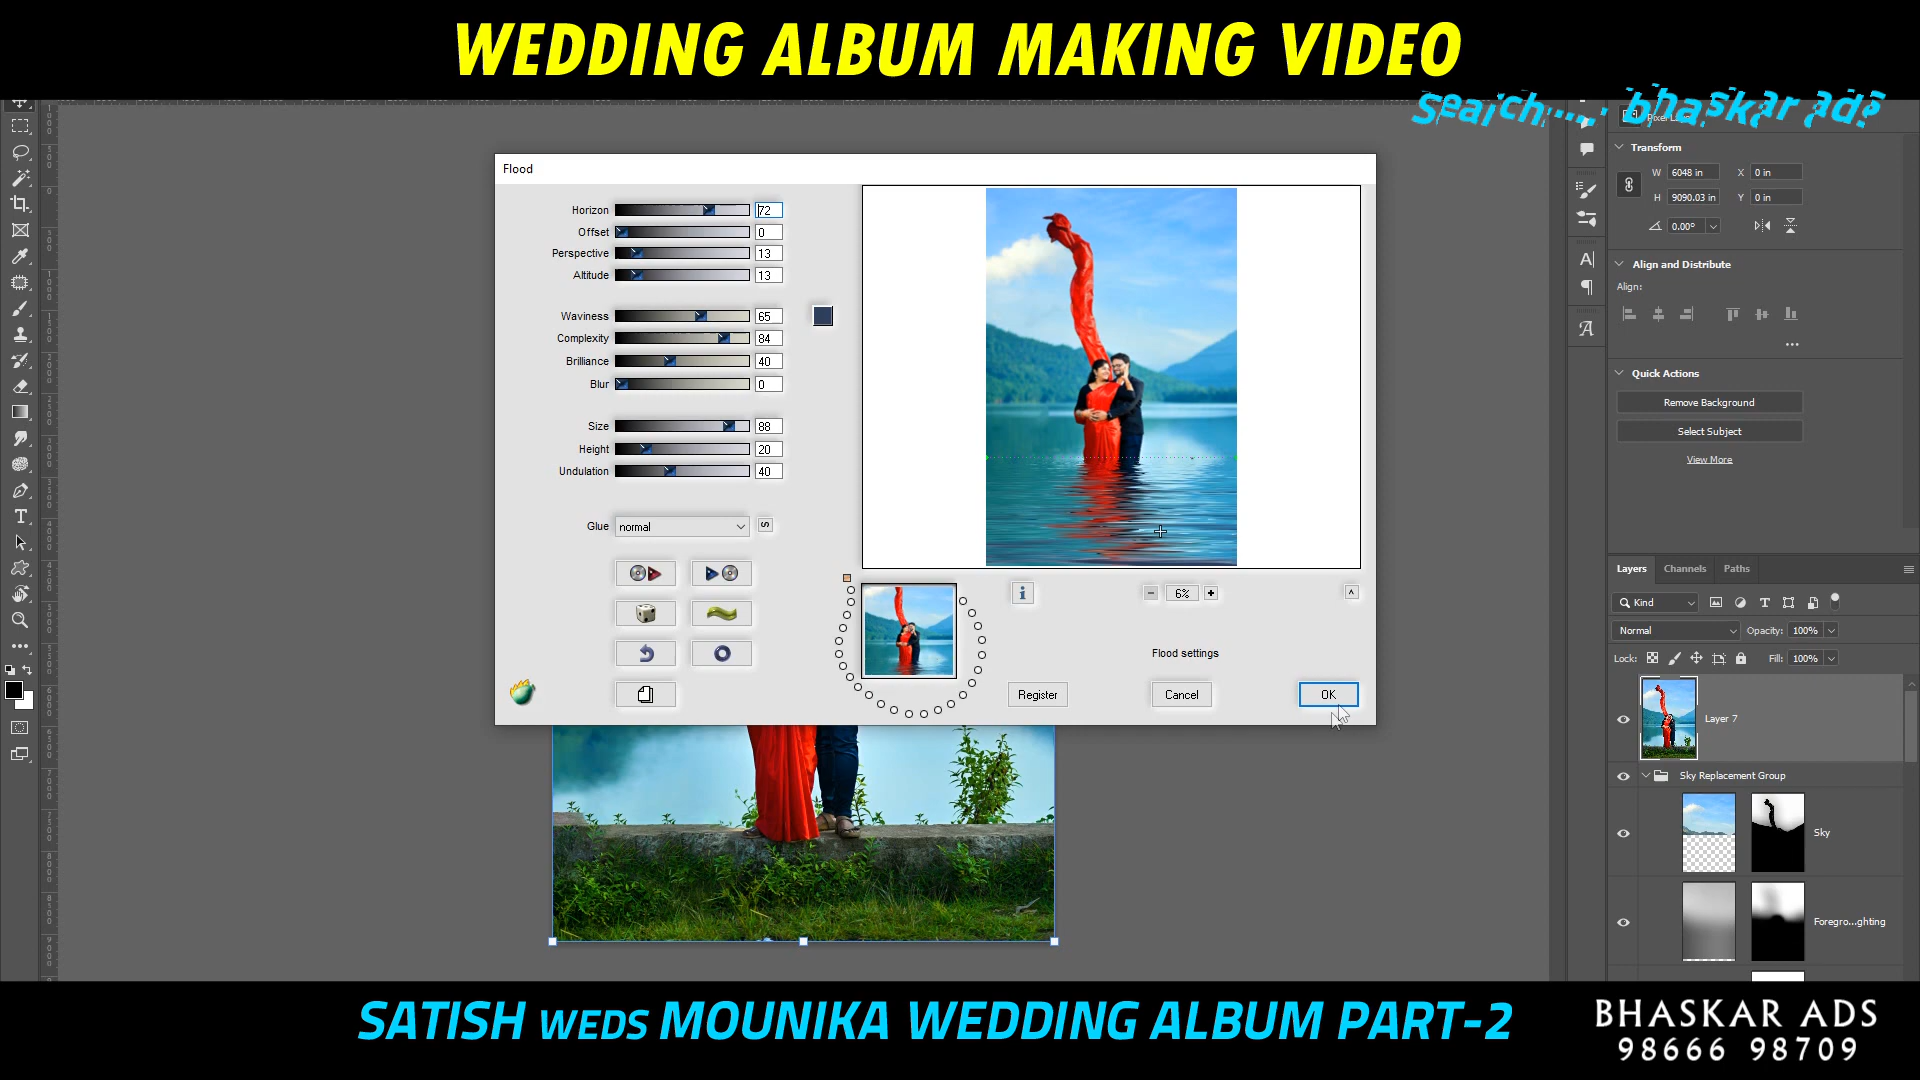 WEDDING ALBUM MAKING VIDEO
Search..... bhaskar ads?
Flood
Horizon 72
Offset 0
Perspective 13
Altitude 13
Waviness 65
Complexity 84
Brilliance 40
Blur 0
Size 88
Height 20
Undulation 40
Glue normal S
6%
Flood settings
Register Cancel OK
Transform
W 6048 in X 0 in
H 9090.03 in Y 0 in
0.00°
Align and Distribute
Align:
Quick Actions
Remove Background
Select Subject
View More
Layers Channels Paths
Kind
Normal Opacity: 100%
Lock: Fill: 100%
Layer 7
Sky Replacement Group
Sky
Foregro...ghting
SATISH WEDS MOUNIKA WEDDING ALBUM PART-2
BHASKAR ADS
98666 98709